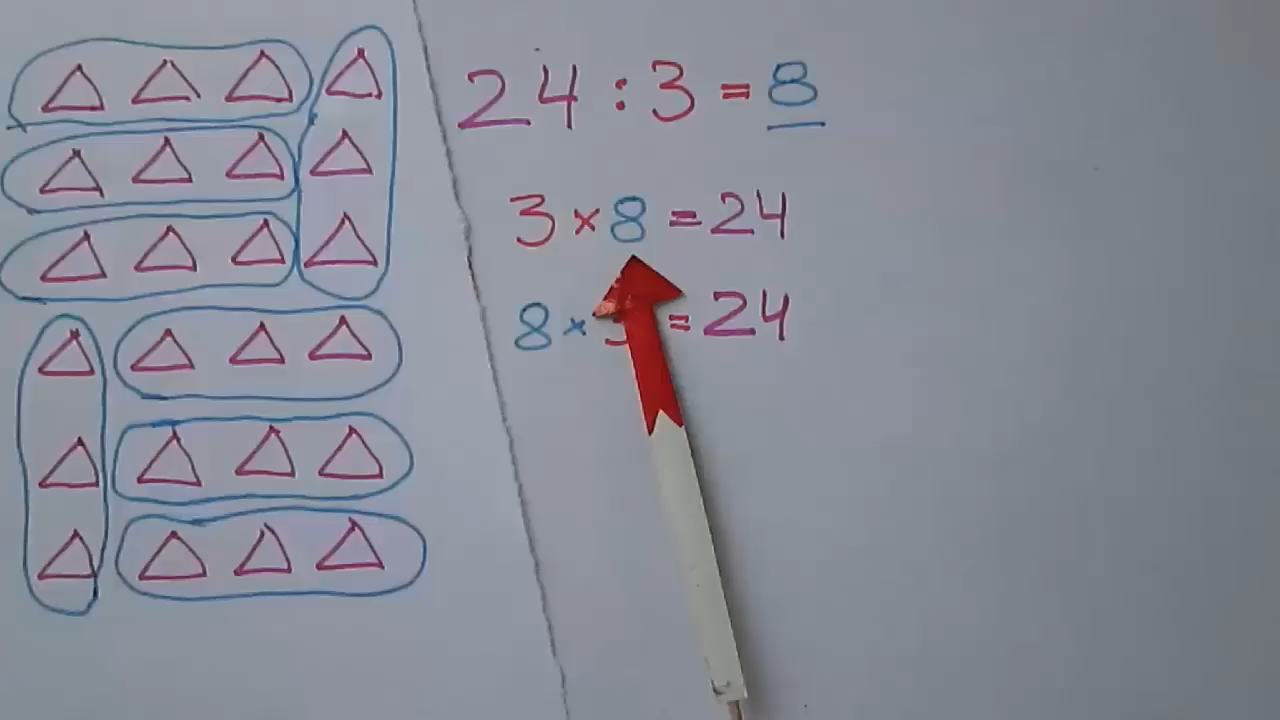 24 : 3 = 8
3 × 8 = 24
8 × = 24